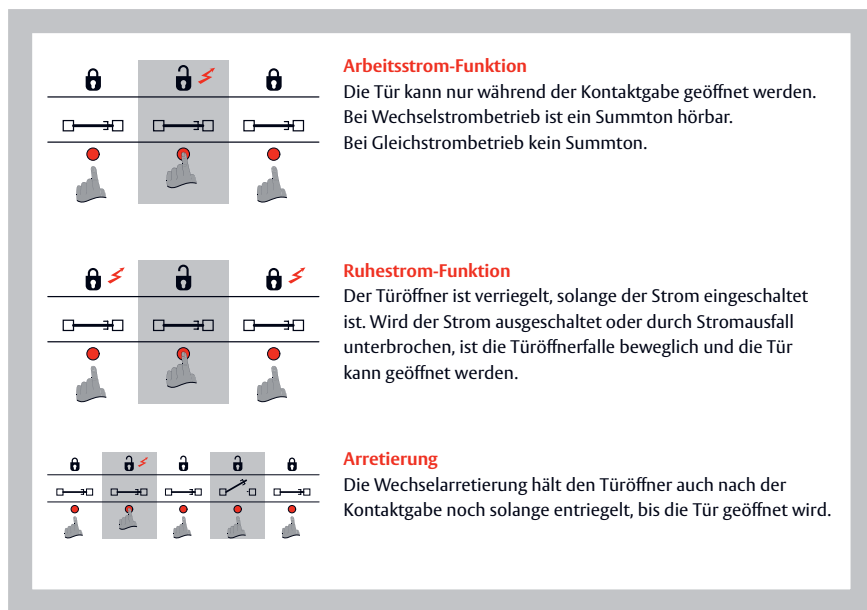 Arbeitsstrom-Funktion
Die Tür kann nur während der Kontaktgabe geöffnet werden.
Bei Wechselstrombetrieb ist ein Summton hörbar.
Bei Gleichstrombetrieb kein Summton.
Ruhestrom-Funktion
Der Türöffner ist verriegelt, solange der Strom eingeschaltet
ist. Wird der Strom ausgeschaltet oder durch Stromausfall
unterbrochen, ist die Türöffnerfalle beweglich und die Tür
kann geöffnet werden.
Arretierung
Die Wechselarretierung hält den Türöffner auch nach der
Kontaktgabe noch solange entriegelt, bis die Tür geöffnet wird.